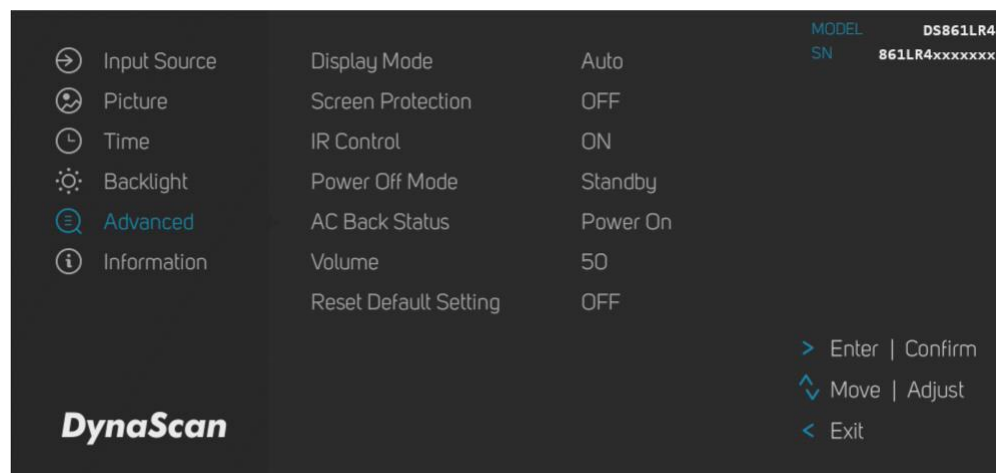 MODEL DS861LR4
SN 861LR4xxxxxxx
Input Source
Picture
Time
Backlight
Advanced
Information
Display Mode Auto
Screen Protection OFF
IR Control ON
Power Off Mode Standby
AC Back Status Power On
Volume 50
Reset Default Setting OFF
> Enter | Confirm
Move | Adjust
< Exit
DynaScan